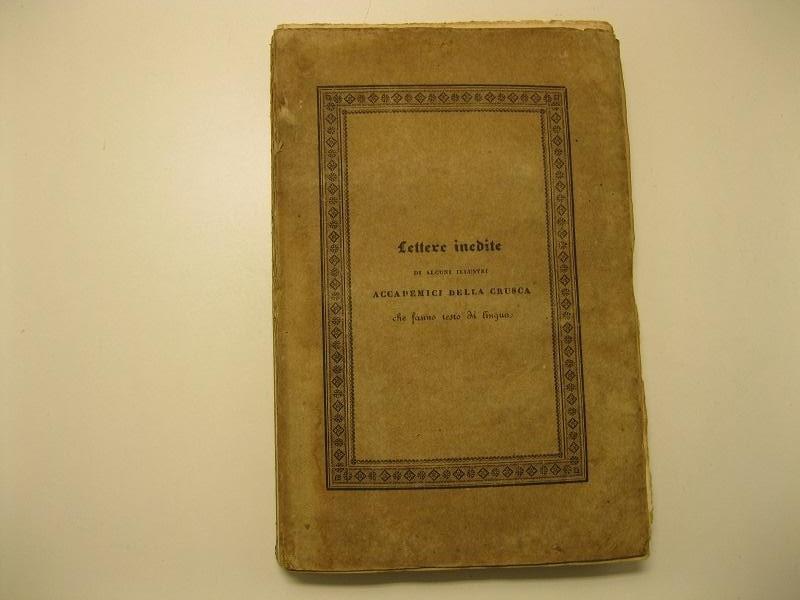 Lettere inedite
DI ALCUNI ILLUSTRI
ACCADEMICI DELLA CRUSCA
che fanno testo di lingua